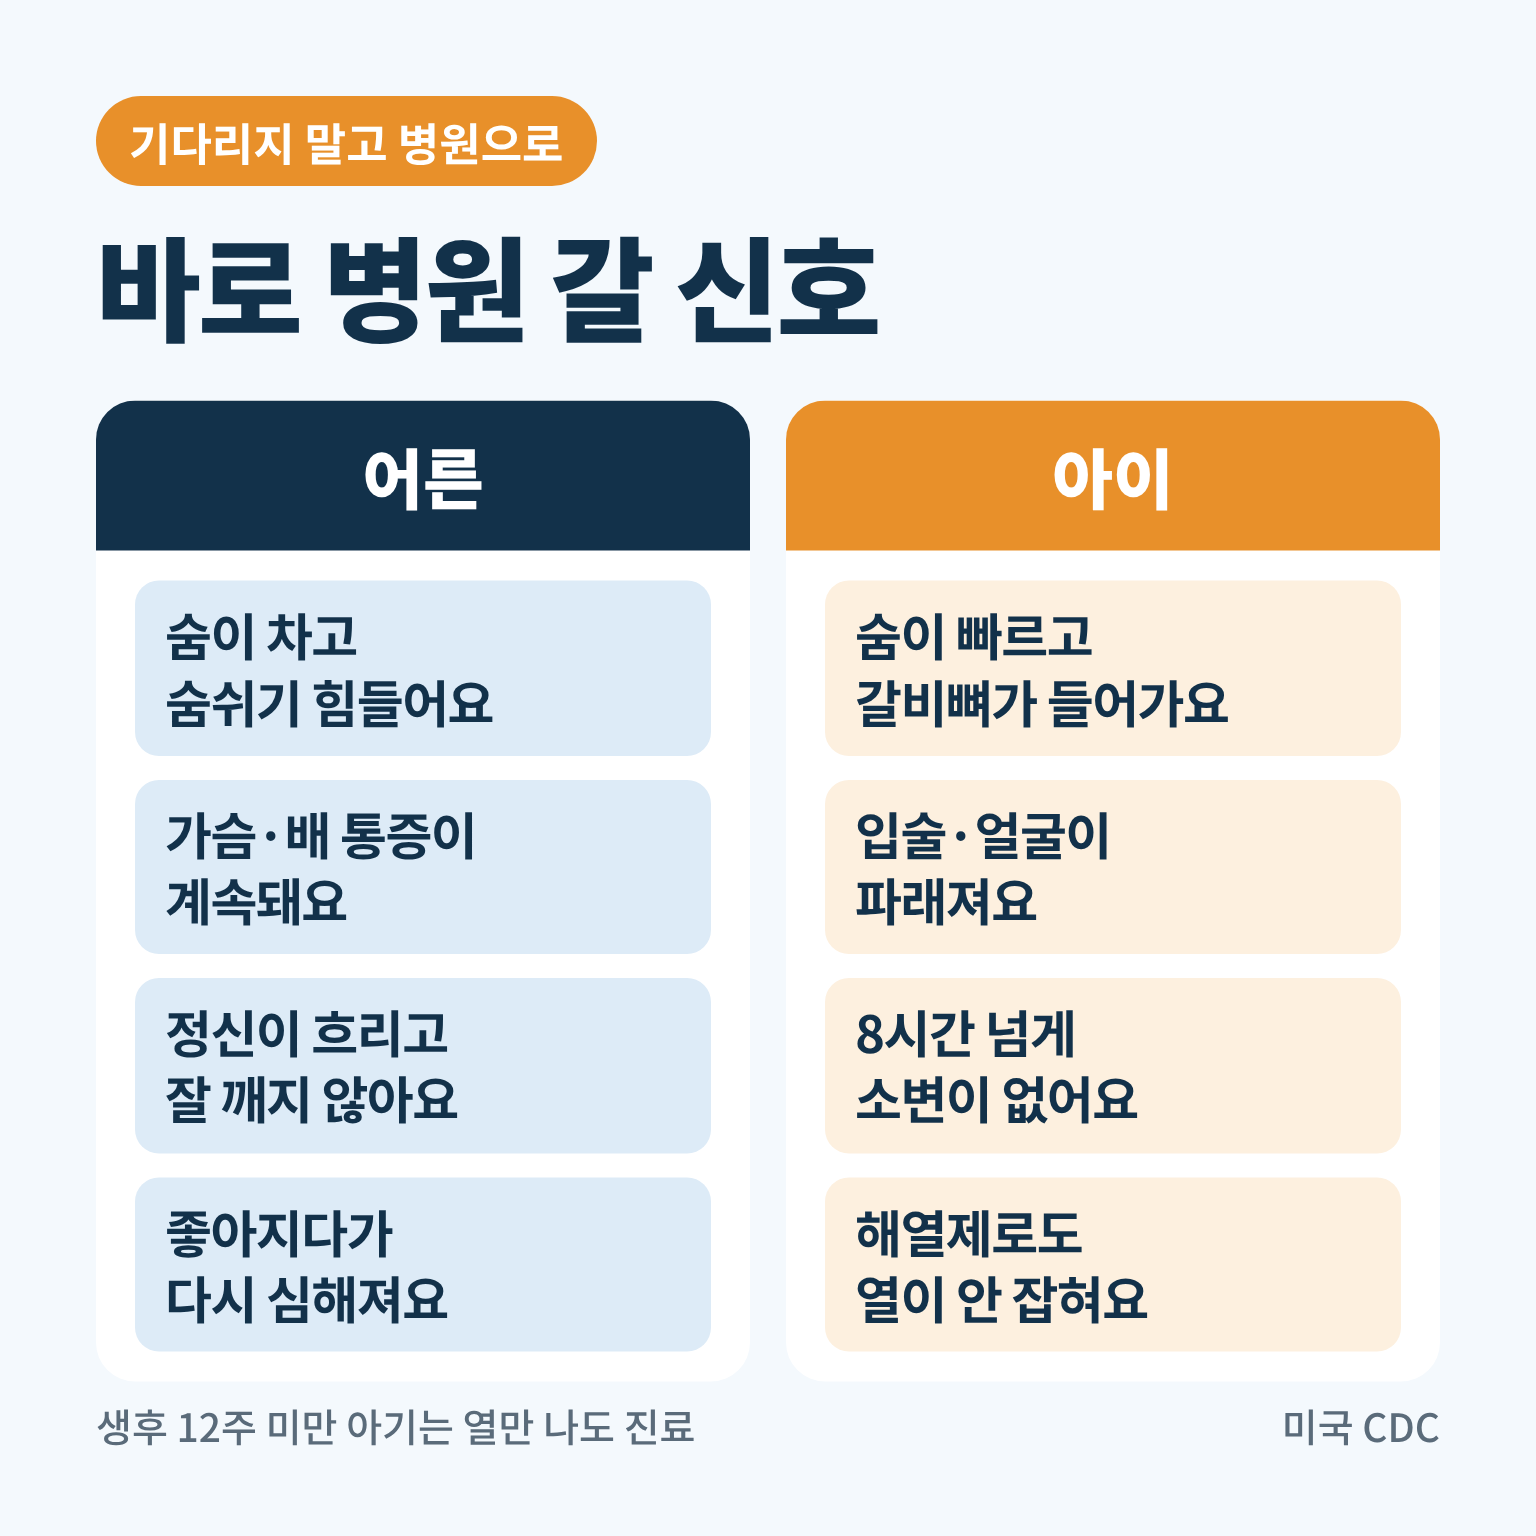 기다리지 말고 병원으로
바로 병원 갈 신호
어른
숨이 차고
숨쉬기 힘들어요
가슴·배 통증이
계속돼요
정신이 흐리고
잘 깨지 않아요
좋아지다가
다시 심해져요
아이
숨이 빠르고
갈비뼈가 들어가요
입술·얼굴이
파래져요
8시간 넘게
소변이 없어요
해열제로도
열이 안 잡혀요
생후 12주 미만 아기는 열만 나도 진료
미국 CDC